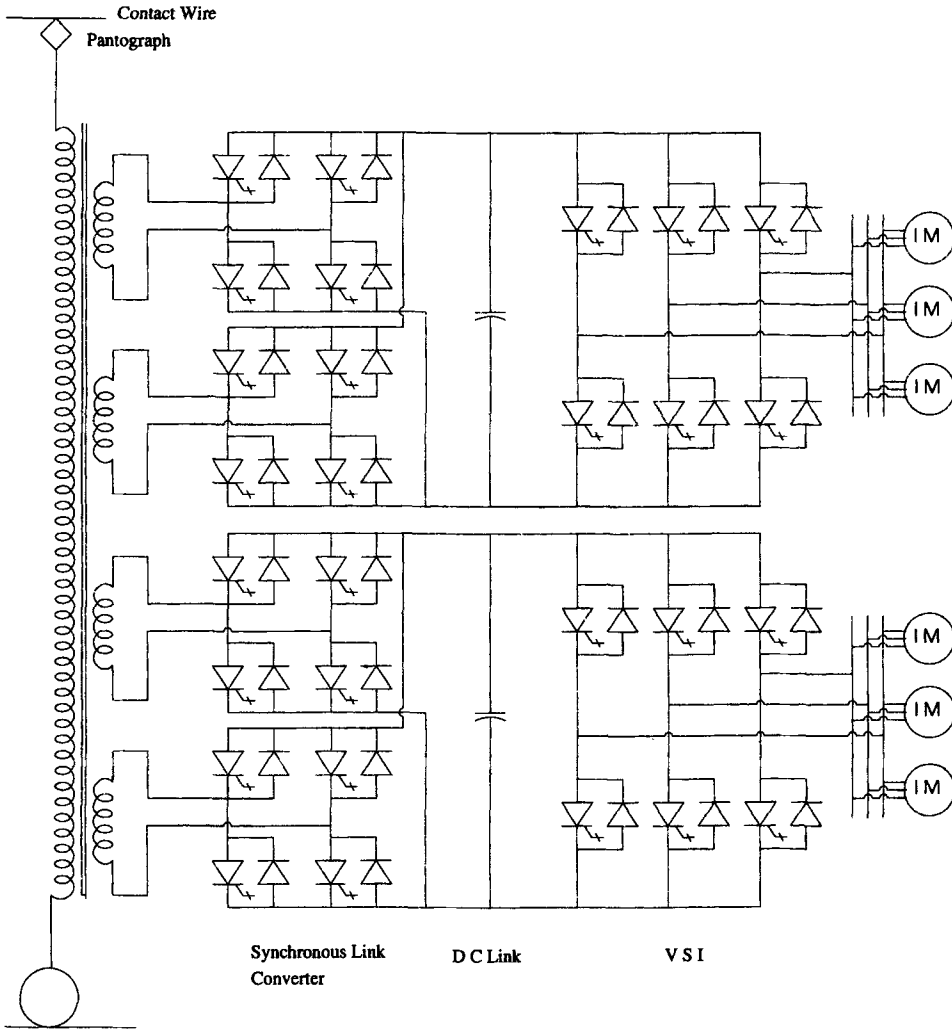 Contact Wire
Pantograph
IM
IM
IM
IM
IM
IM
Synchronous Link
Converter
D C Link
V S I